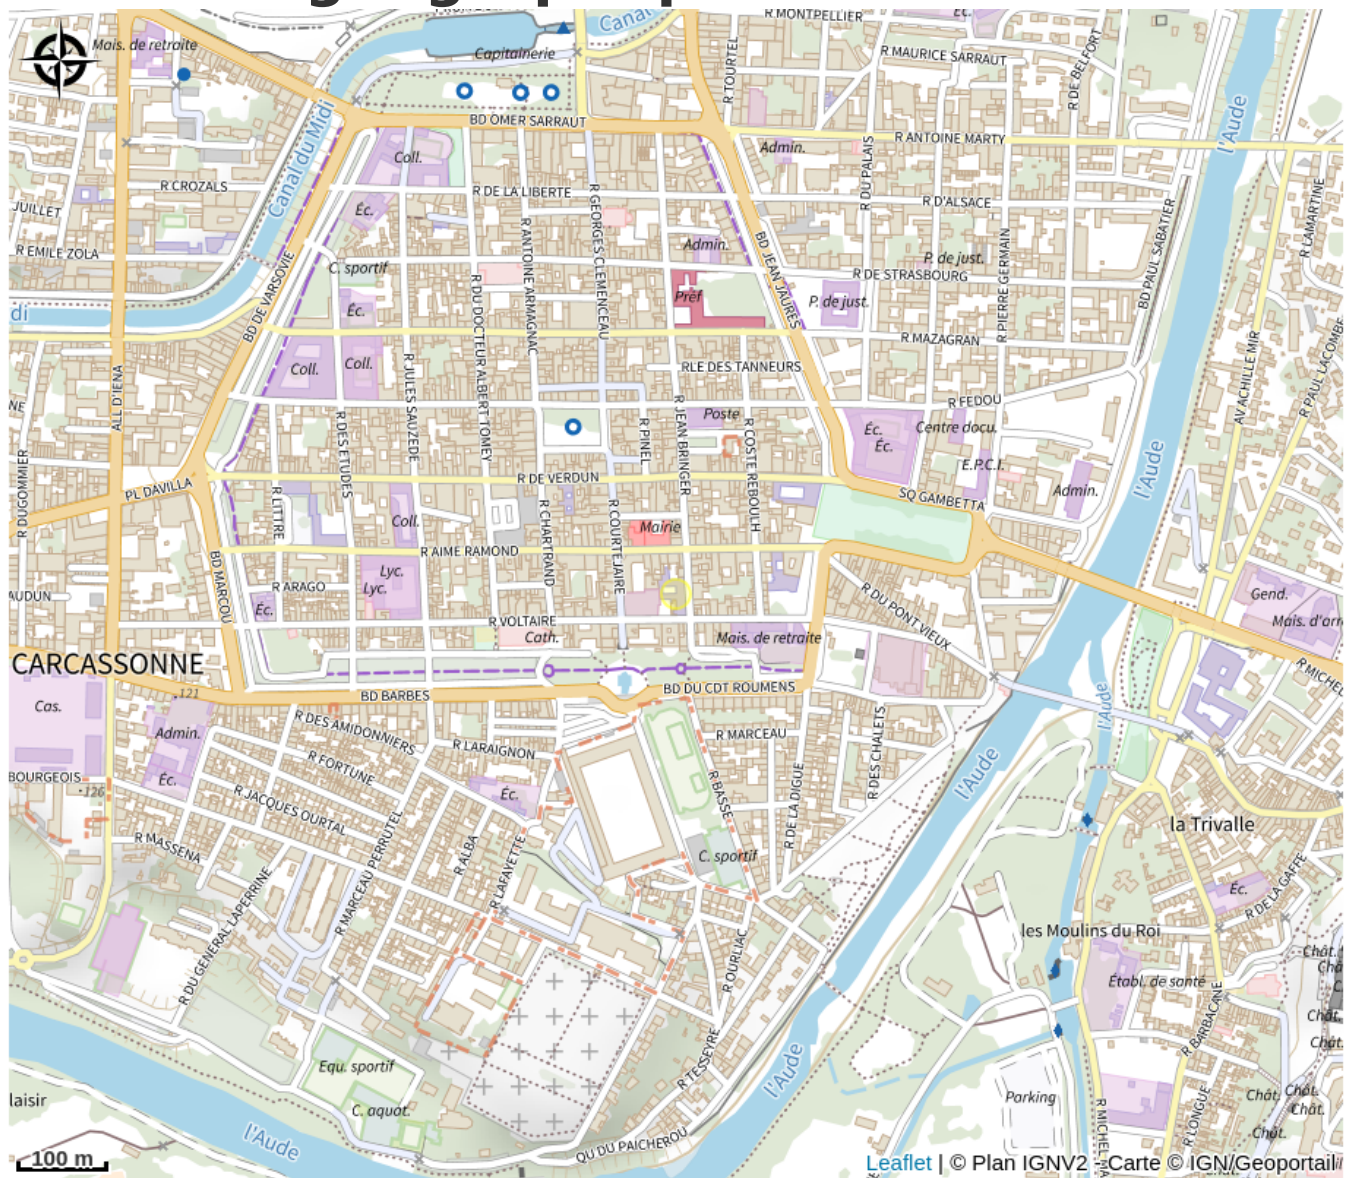 Canal
R MONTPELLIER
Éc.
Mais. de retraite
Capitainerie
R TOURTEL
R MAURICE SARRAUT
R DE BELFORT
Canal du Midi
BD OMER SARRAUT
R ANTOINE MARTY
l'Aude
Coll.
Admin.
R DU PALAIS
R CROZALS
R DE LA LIBERTE
R GEORGES CLEMENCEAU
R D'ALSACE
R LAMARTINE
JUILLET
Éc.
R ANTOINE ARMAGNAC
Admin.
BD JEAN JAURES
BD PAUL SABATIER
R EMILE ZOLA
C. sportif
P. de just.
R DE STRASBOURG
R PIERRE GERMAIN
BD DE VARSOVIE
R DU DOCTEUR ALBERT TOMEY
Préf
P. de just.
di
Éc.
R MAZAGRAN
AV ACHILLE MIR
R PAUL LACOMBE
Coll.
Coll.
R JULES SAUZEDE
RLE DES TANNEURS
ALL D'IENA
R FEDOU
NE
R DES ETUDES
R PINEL
R JEAN BRINGER
Poste
R COSTE REBOULH
Éc.
Éc.
Centre docu.
R DUGOMMIER
E.P.C.I.
l'Aude
PL DAVILLA
R DE VERDUN
Admin.
SQ GAMBETTA
R LITTRE
Coll.
R CHARTRAND
R COURTEJAIRE
Mairie
BD MARCOU
R AIME RAMOND
Lyc.
Lyc.
R ARAGO
AUDUN
Éc.
R DU PONT VIEUX
Gend.
R VOLTAIRE
Cath.
Mais. de retraite
Mais. d'arr
CARCASSONNE
R MICHEL
121
BD BARBES
BD DU CDT ROUMENS
l'Aude
Cas.
Admin.
R DES AMIDONNIERS
R LARAIGNON
R MARCEAU
R DES CHALETS
BOURGEOIS
126
Éc.
R FORTUNE
Éc.
R BASSE
R DE LA DIGUE
l'Aude
R JACQUES OURTAL
R MASSENA
R MARCEAU PERRUTEL
R ALBA
R LAFAYETTE
C. sportif
la Trivalle
R DU GENERAL LAPERRINE
Éc.
R DE LA GAFFE
les Moulins du Roi
R OURLIAC
Établ. de santé
Chât.
Châ
C
R BARBACANE
Chât.
Chât.
R TESSEYRE
l'Aude
Equ. sportif
laisir
C. aquat.
Parking
Chât.
Chât.
Chât.
Chât.
l'Aude
QU DU PAICHEROU
R MICHEL MA
R LONGUE
100 m
Leaflet | © Plan IGNV2 - Carte © IGN/Geoportail